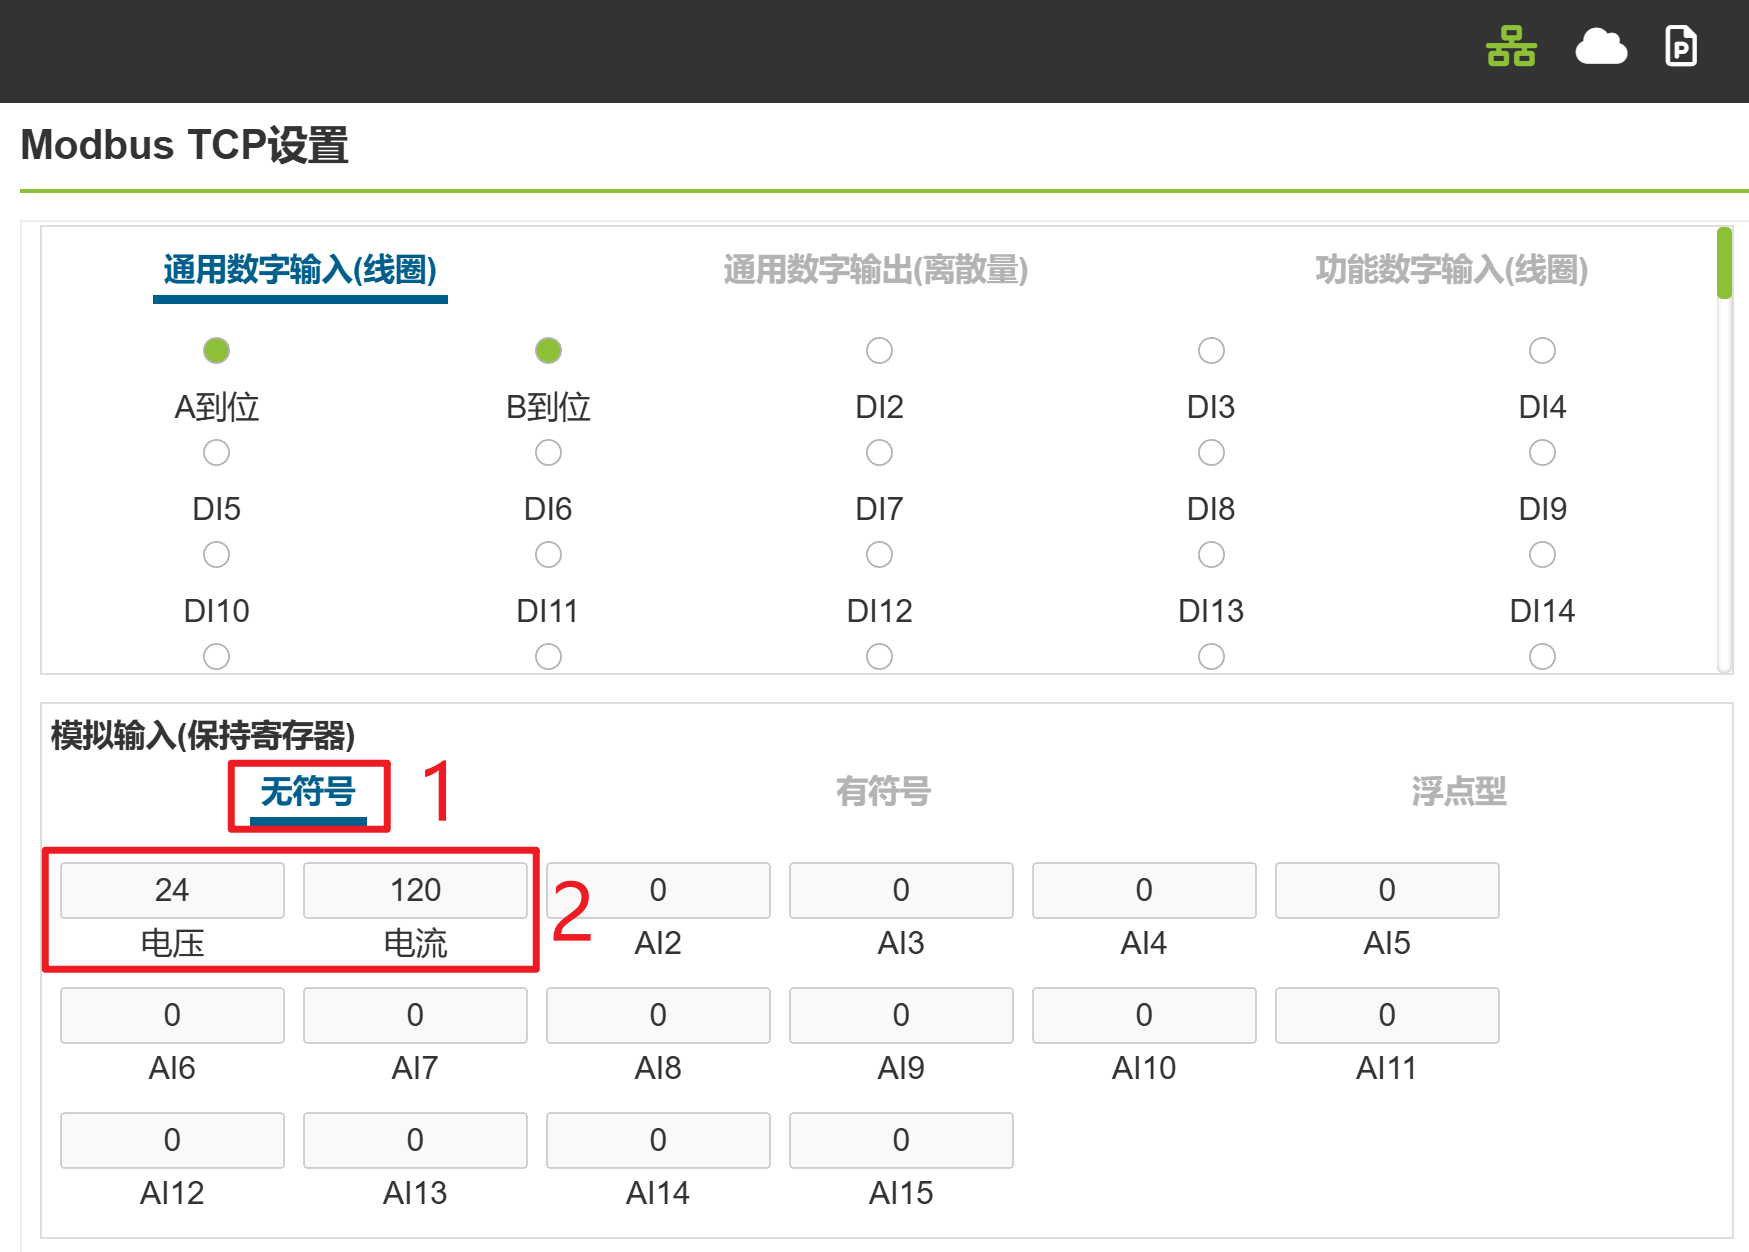 P
Modbus TCP设置
通用数字输入(线圈) 通用数字输出(离散量) 功能数字输入(线圈)
A到位 B到位 DI2 DI3 DI4
DI5 DI6 DI7 DI8 DI9
DI10 DI11 DI12 DI13 DI14
模拟输入(保持寄存器)
无符号 1 有符号 浮点型
24 120 2 0 0 0 0
电压 电流 AI2 AI3 AI4 AI5
0 0 0 0 0 0
AI6 AI7 AI8 AI9 AI10 AI11
0 0 0 0
AI12 AI13 AI14 AI15